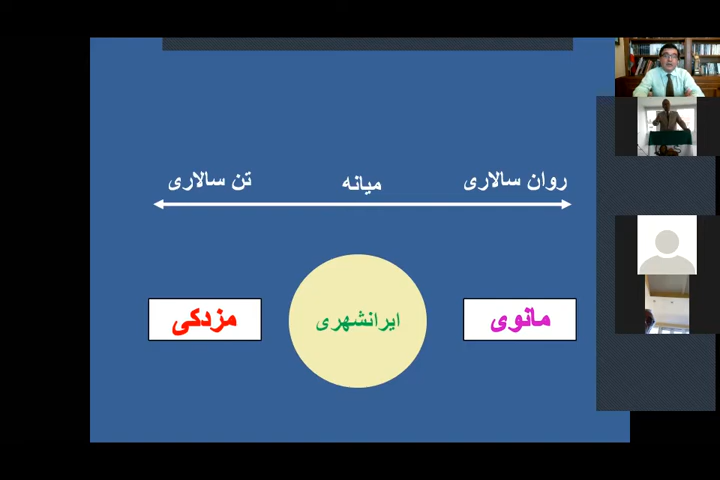 روان سالاری
میانه
تن سالاری
مانوی
ایرانشهری
مزدکی